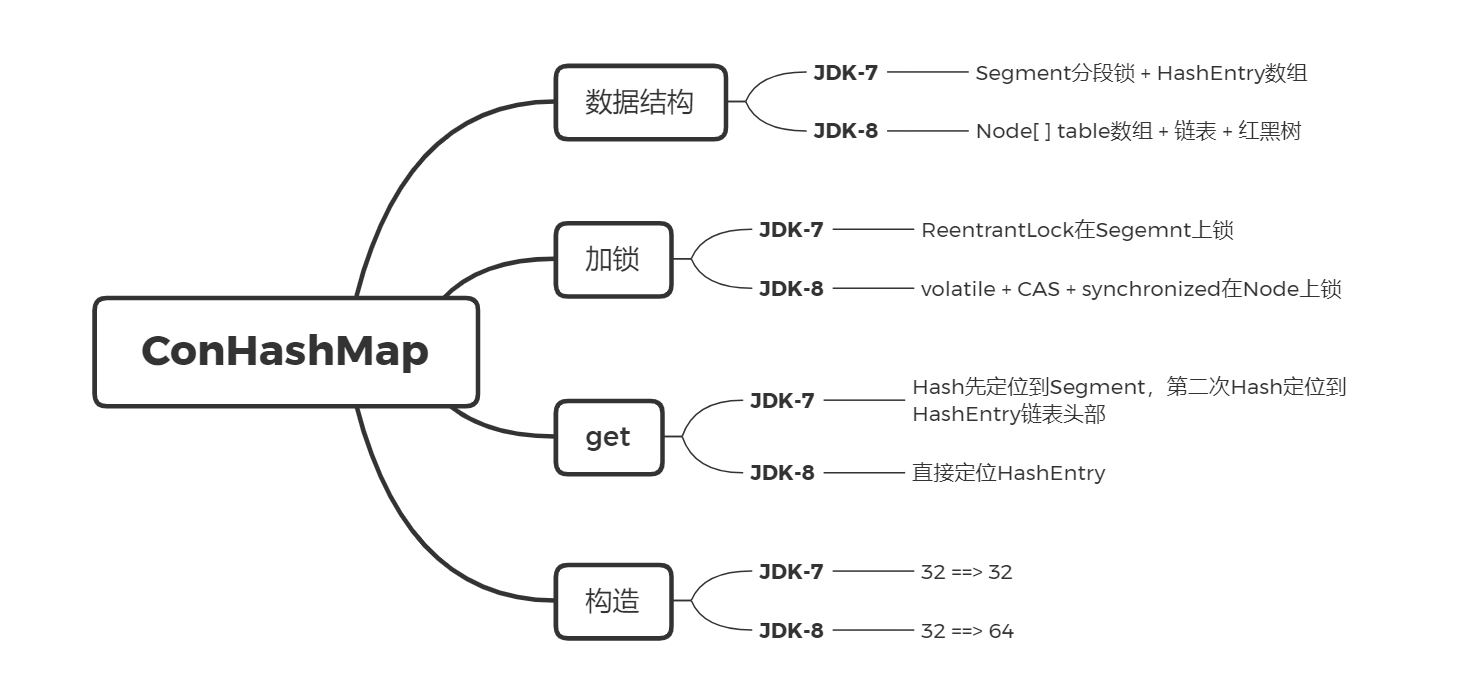 ConHashMap
数据结构
JDK-7
Segment分段锁 + HashEntry数组
JDK-8
Node[ ] table数组 + 链表 + 红黑树
加锁
JDK-7
ReentrantLock在Segemnt上锁
JDK-8
volatile + CAS + synchronized在Node上锁
get
JDK-7
Hash先定位到Segment，第二次Hash定位到
HashEntry链表头部
JDK-8
直接定位HashEntry
构造
JDK-7
32 ==> 32
JDK-8
32 ==> 64